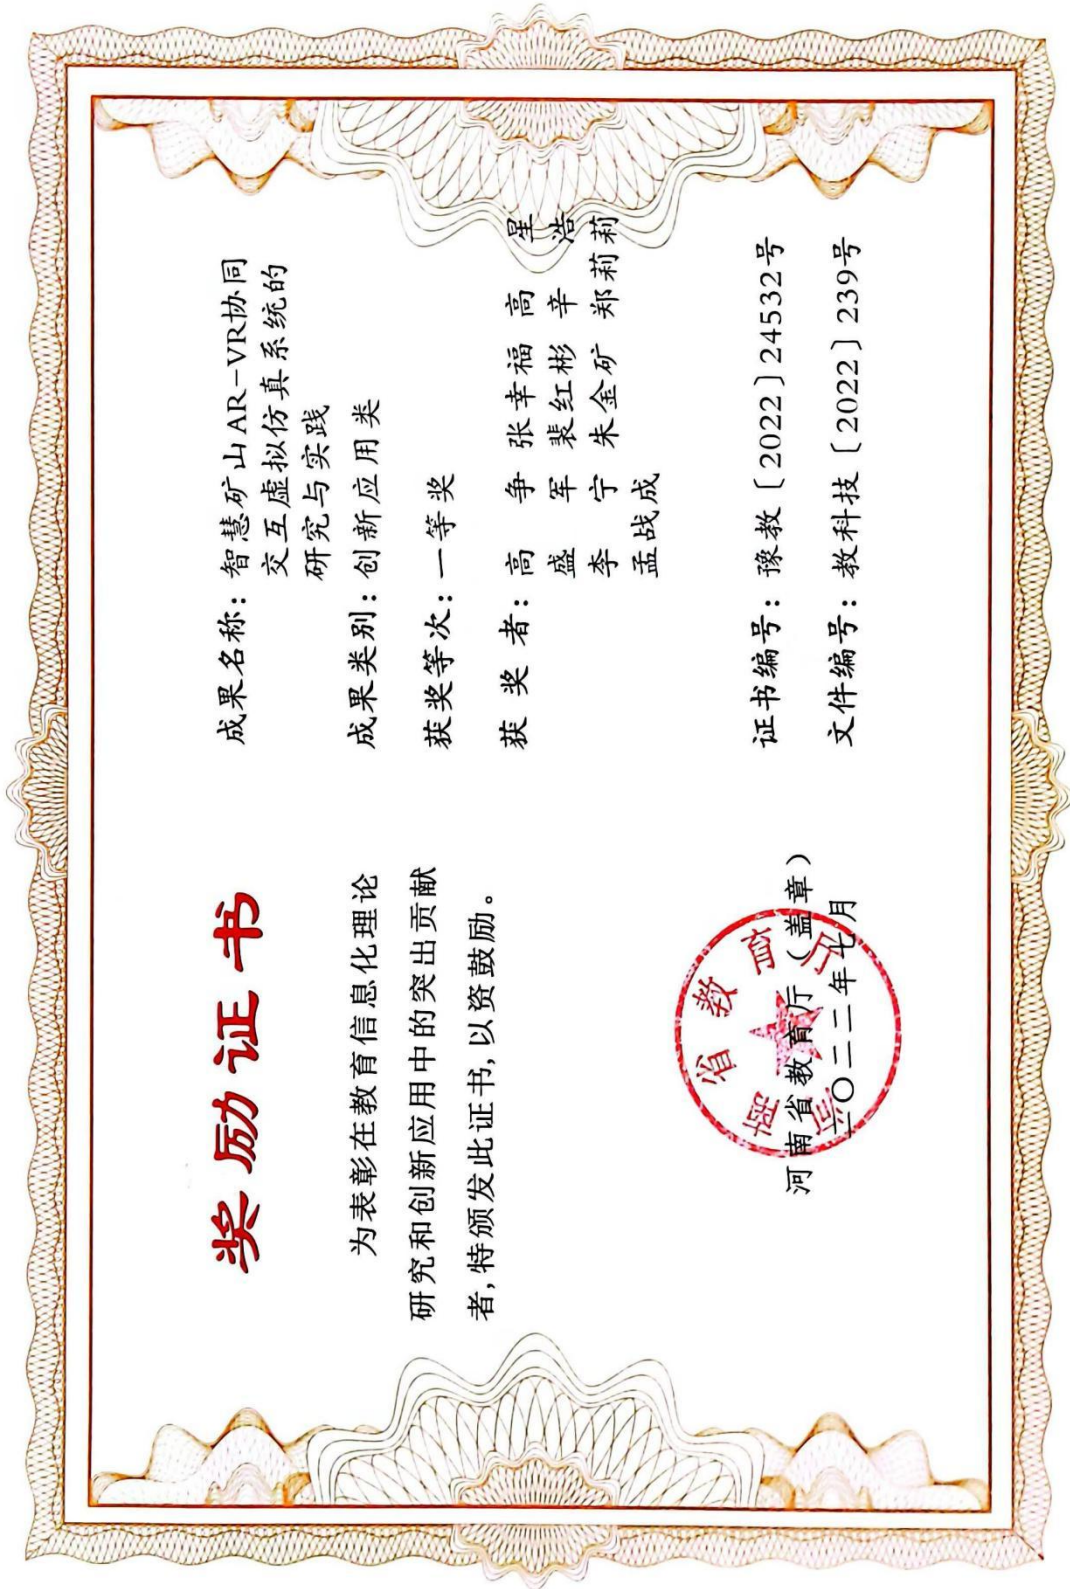 奖励证书
为表彰在教育信息化理论
研究和创新应用中的突出贡献
者,特颁发此证书,以资鼓励。
河南省教育厅
河南省教育厅（盖章）
二〇二二年七月
成果名称：智慧矿山AR-VR协同
交互虚拟仿真系统的
研究与实践
成果类别：创新应用类
获奖等次：一等奖
获 奖 者：高 争 张幸福 高 星
盛 军 裴红彬 辛 浩
李 宁 朱金矿 郑莉莉
孟战成
证书编号：豫教〔2022〕24532号
文件编号：教科技〔2022〕239号